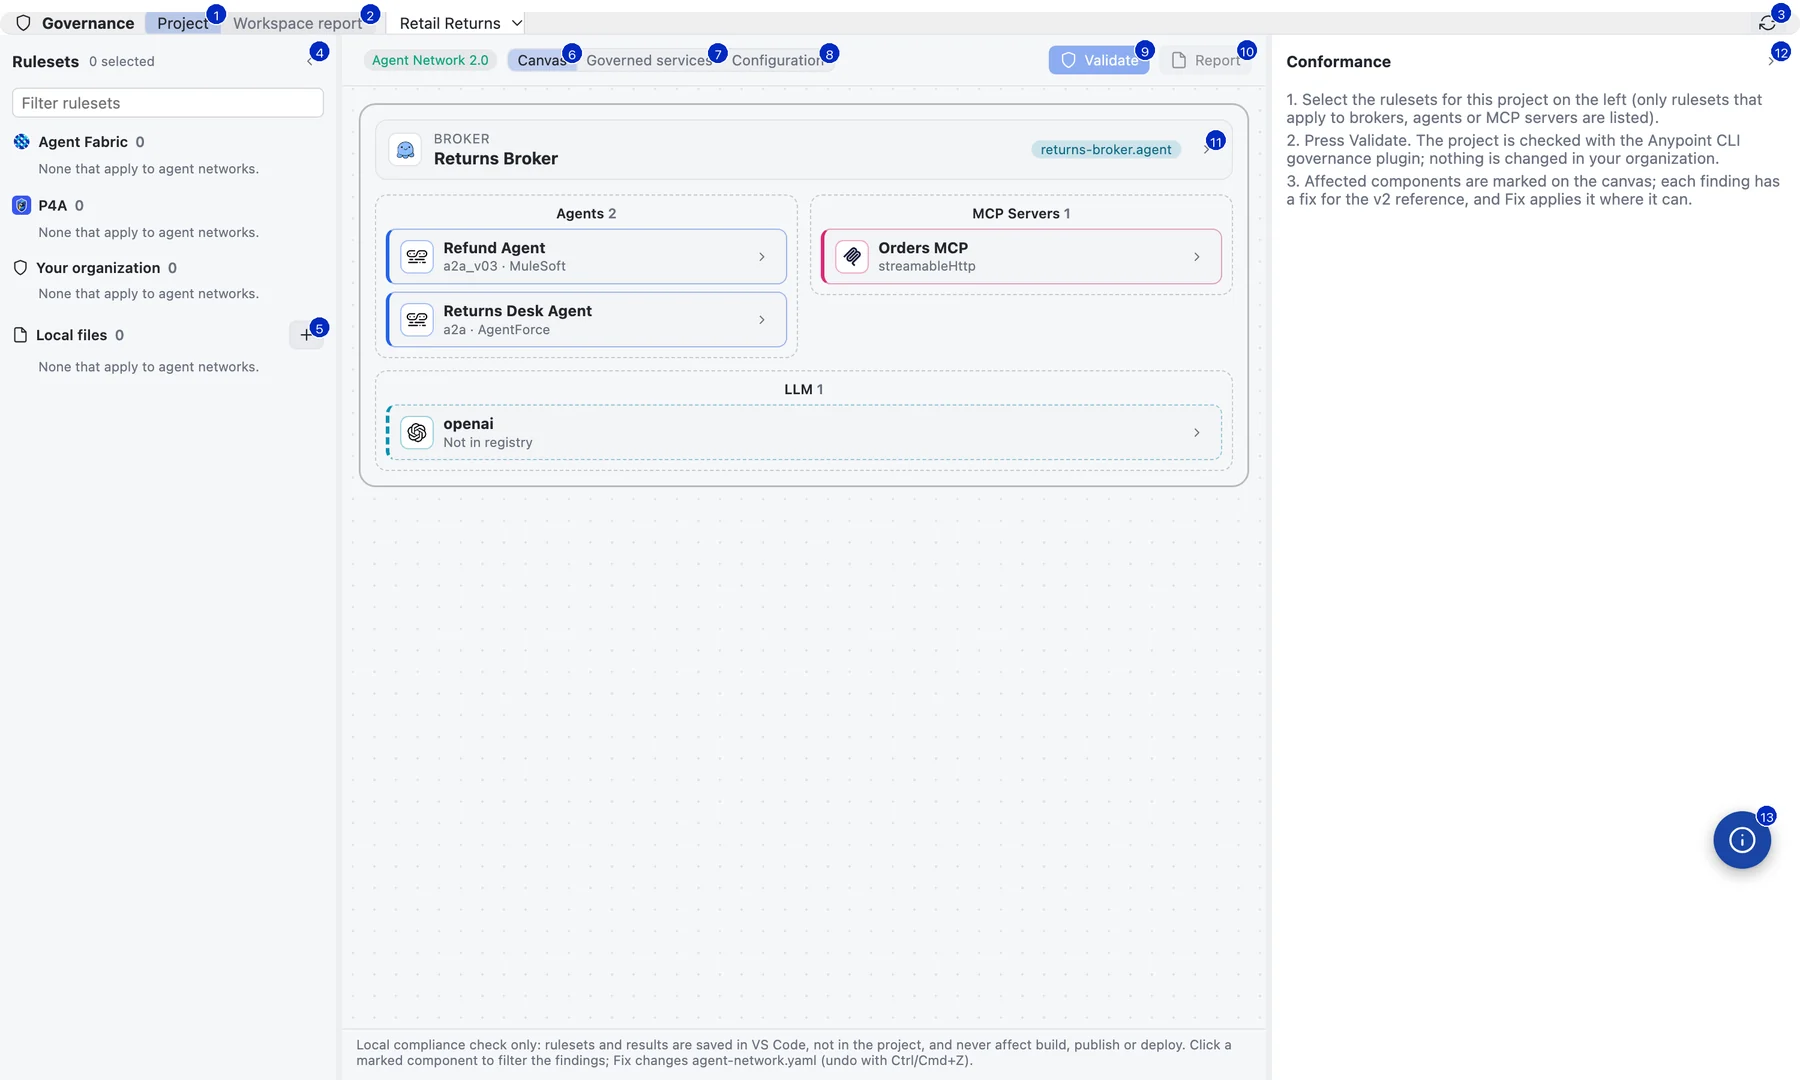 Governance
Project
1
Workspace report
2
Retail Returns
3
Rulesets 0 selected
4
Filter rulesets
Agent Fabric 0
None that apply to agent networks.
P4A 0
None that apply to agent networks.
Your organization 0
None that apply to agent networks.
Local files 0
5
None that apply to agent networks.
Agent Network 2.0
Canvas
6
Governed services
7
Configuration
8
Validate
9
Report
10
BROKER
Returns Broker
returns-broker.agent
11
Agents 2
Refund Agent
a2a_v03 · MuleSoft
Returns Desk Agent
a2a · AgentForce
MCP Servers 1
Orders MCP
streamableHttp
LLM 1
openai
Not in registry
Local compliance check only: rulesets and results are saved in VS Code, not in the project, and never affect build, publish or deploy. Click a
marked component to filter the findings; Fix changes agent-network.yaml (undo with Ctrl/Cmd+Z).
Conformance
12
1. Select the rulesets for this project on the left (only rulesets that
apply to brokers, agents or MCP servers are listed).
2. Press Validate. The project is checked with the Anypoint CLI
governance plugin; nothing is changed in your organization.
3. Affected components are marked on the canvas; each finding has
a fix for the v2 reference, and Fix applies it where it can.
13